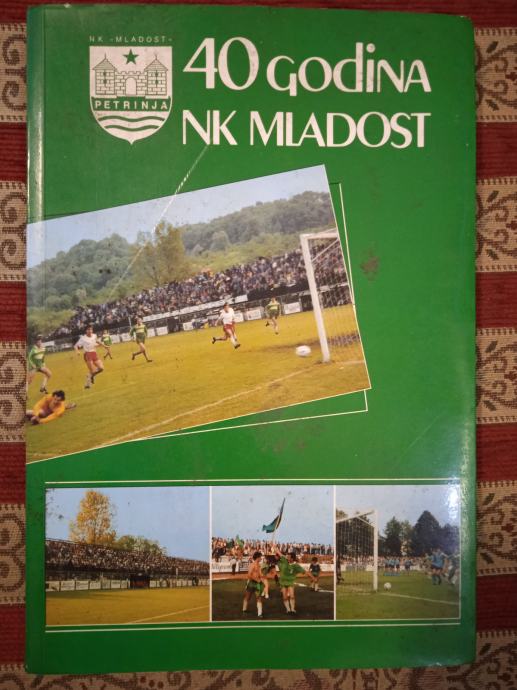 NK -MLADOST-
PETRINJA
40 GODINA
NK MLADOST